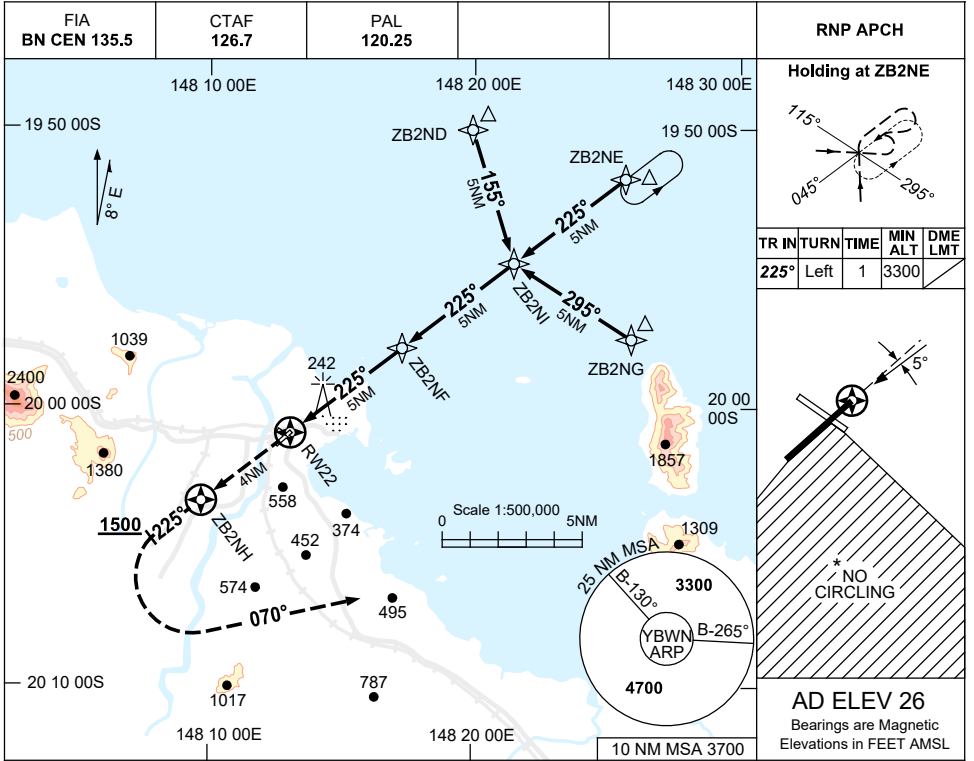 FIA
BN CEN 135.5
CTAF
126.7
PAL
120.25
RNP APCH
148 10 00E
148 20 00E
148 30 00E
19 50 00S
19 50 00S
8° E
ZB2ND
ZB2NE
155°
5NM
225°
5NM
ZB2NI
225°
5NM
295°
5NM
ZB2NG
ZB2NF
1039
242
225°
5NM
2400
20 00 00S
500
20 00
00S
1380
RW22
4NM
1857
558
ZB2NH
374
1500
225°
Scale 1:500,000
0
5NM
1309
452
574
495
070°
25 NM MSA
B-130°
3300
B-265°
YBWN
ARP
4700
20 10 00S
1017
787
148 10 00E
148 20 00E
10 NM MSA 3700
Holding at ZB2NE
115°
045°
295°
TR IN TURN TIME MIN ALT DME LMT
225° Left 1 3300
5°
* NO
CIRCLING
AD ELEV 26
Bearings are Magnetic
Elevations in FEET AMSL